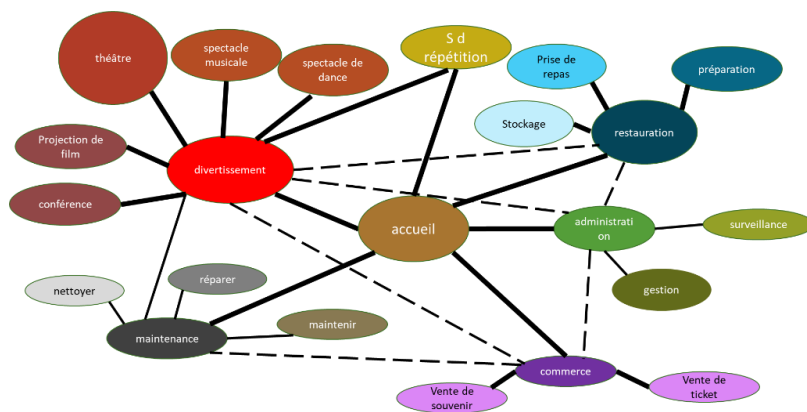 théâtre
spectacle
musicale
spectacle de
dance
S d
répétition
Prise de
repas
préparation
Stockage
restauration
Projection de
film
divertissement
conférence
accueil
administrati
on
surveillance
gestion
nettoyer
réparer
maintenir
maintenance
commerce
Vente de
souvenir
Vente de
ticket